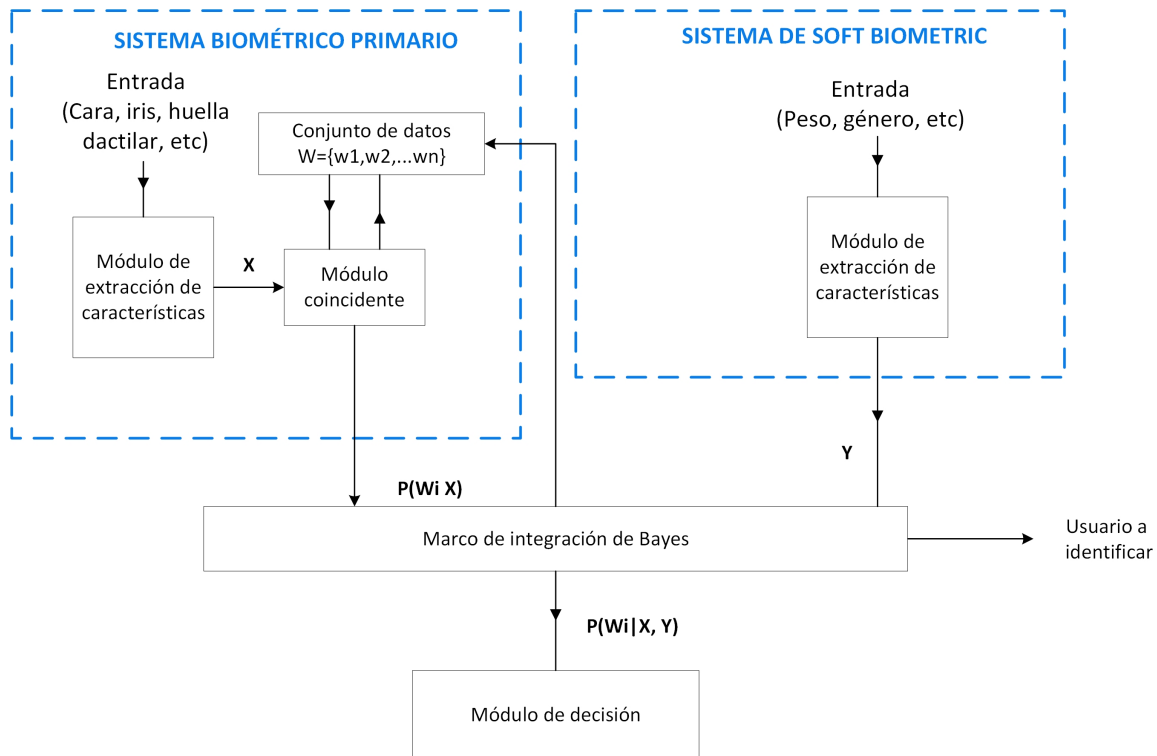 SISTEMA BIOMÉTRICO PRIMARIO
Entrada
(Cara, iris, huella
dactilar, etc)
Conjunto de datos
W={w1,w2,...wn}
Módulo de
extracción de
características
X
Módulo
coincidente
SISTEMA DE SOFT BIOMETRIC
Entrada
(Peso, género, etc)
Módulo de
extracción de
características
Y
P(Wi X)
Marco de integración de Bayes
Usuario a
identificar
P(Wi|X, Y)
Módulo de decisión